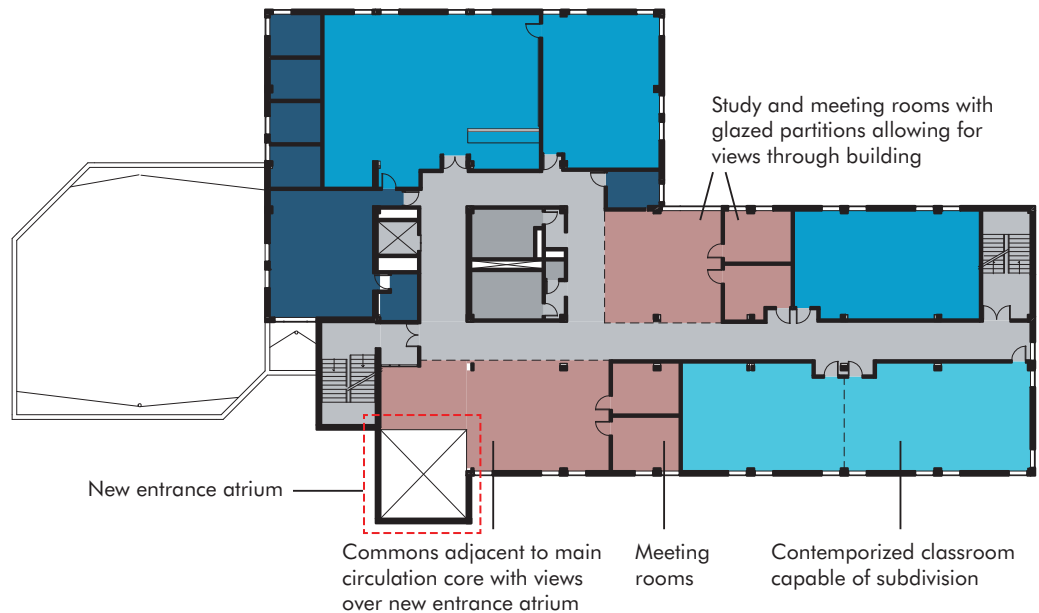 Study and meeting rooms with
glazed partitions allowing for
views through building
New entrance atrium
Commons adjacent to main
circulation core with views
over new entrance atrium
Meeting
rooms
Contemporized classroom
capable of subdivision